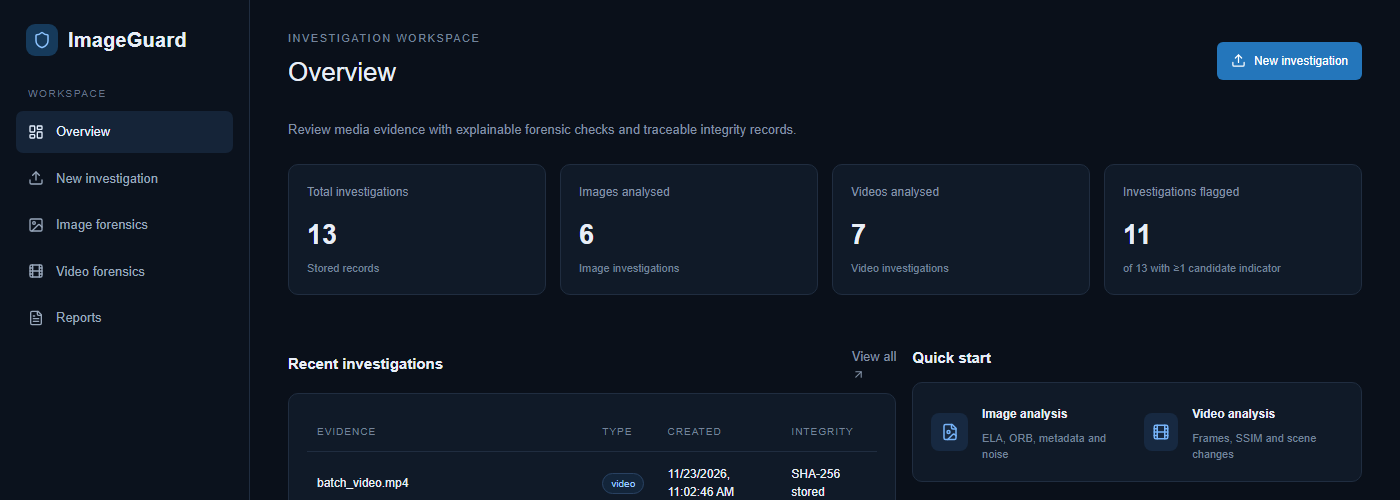 ImageGuard
WORKSPACE
Overview
New investigation
Image forensics
Video forensics
Reports
INVESTIGATION WORKSPACE
Overview
New investigation
Review media evidence with explainable forensic checks and traceable integrity records.
Total investigations
13
Stored records
Images analysed
6
Image investigations
Videos analysed
7
Video investigations
Investigations flagged
11
of 13 with ≥1 candidate indicator
Recent investigations
View all
EVIDENCE TYPE CREATED INTEGRITY
batch_video.mp4
video
11/23/2026,
11:02:46 AM
SHA-256
stored
Quick start
Image analysis
ELA, ORB, metadata and
noise
Video analysis
Frames, SSIM and scene
changes